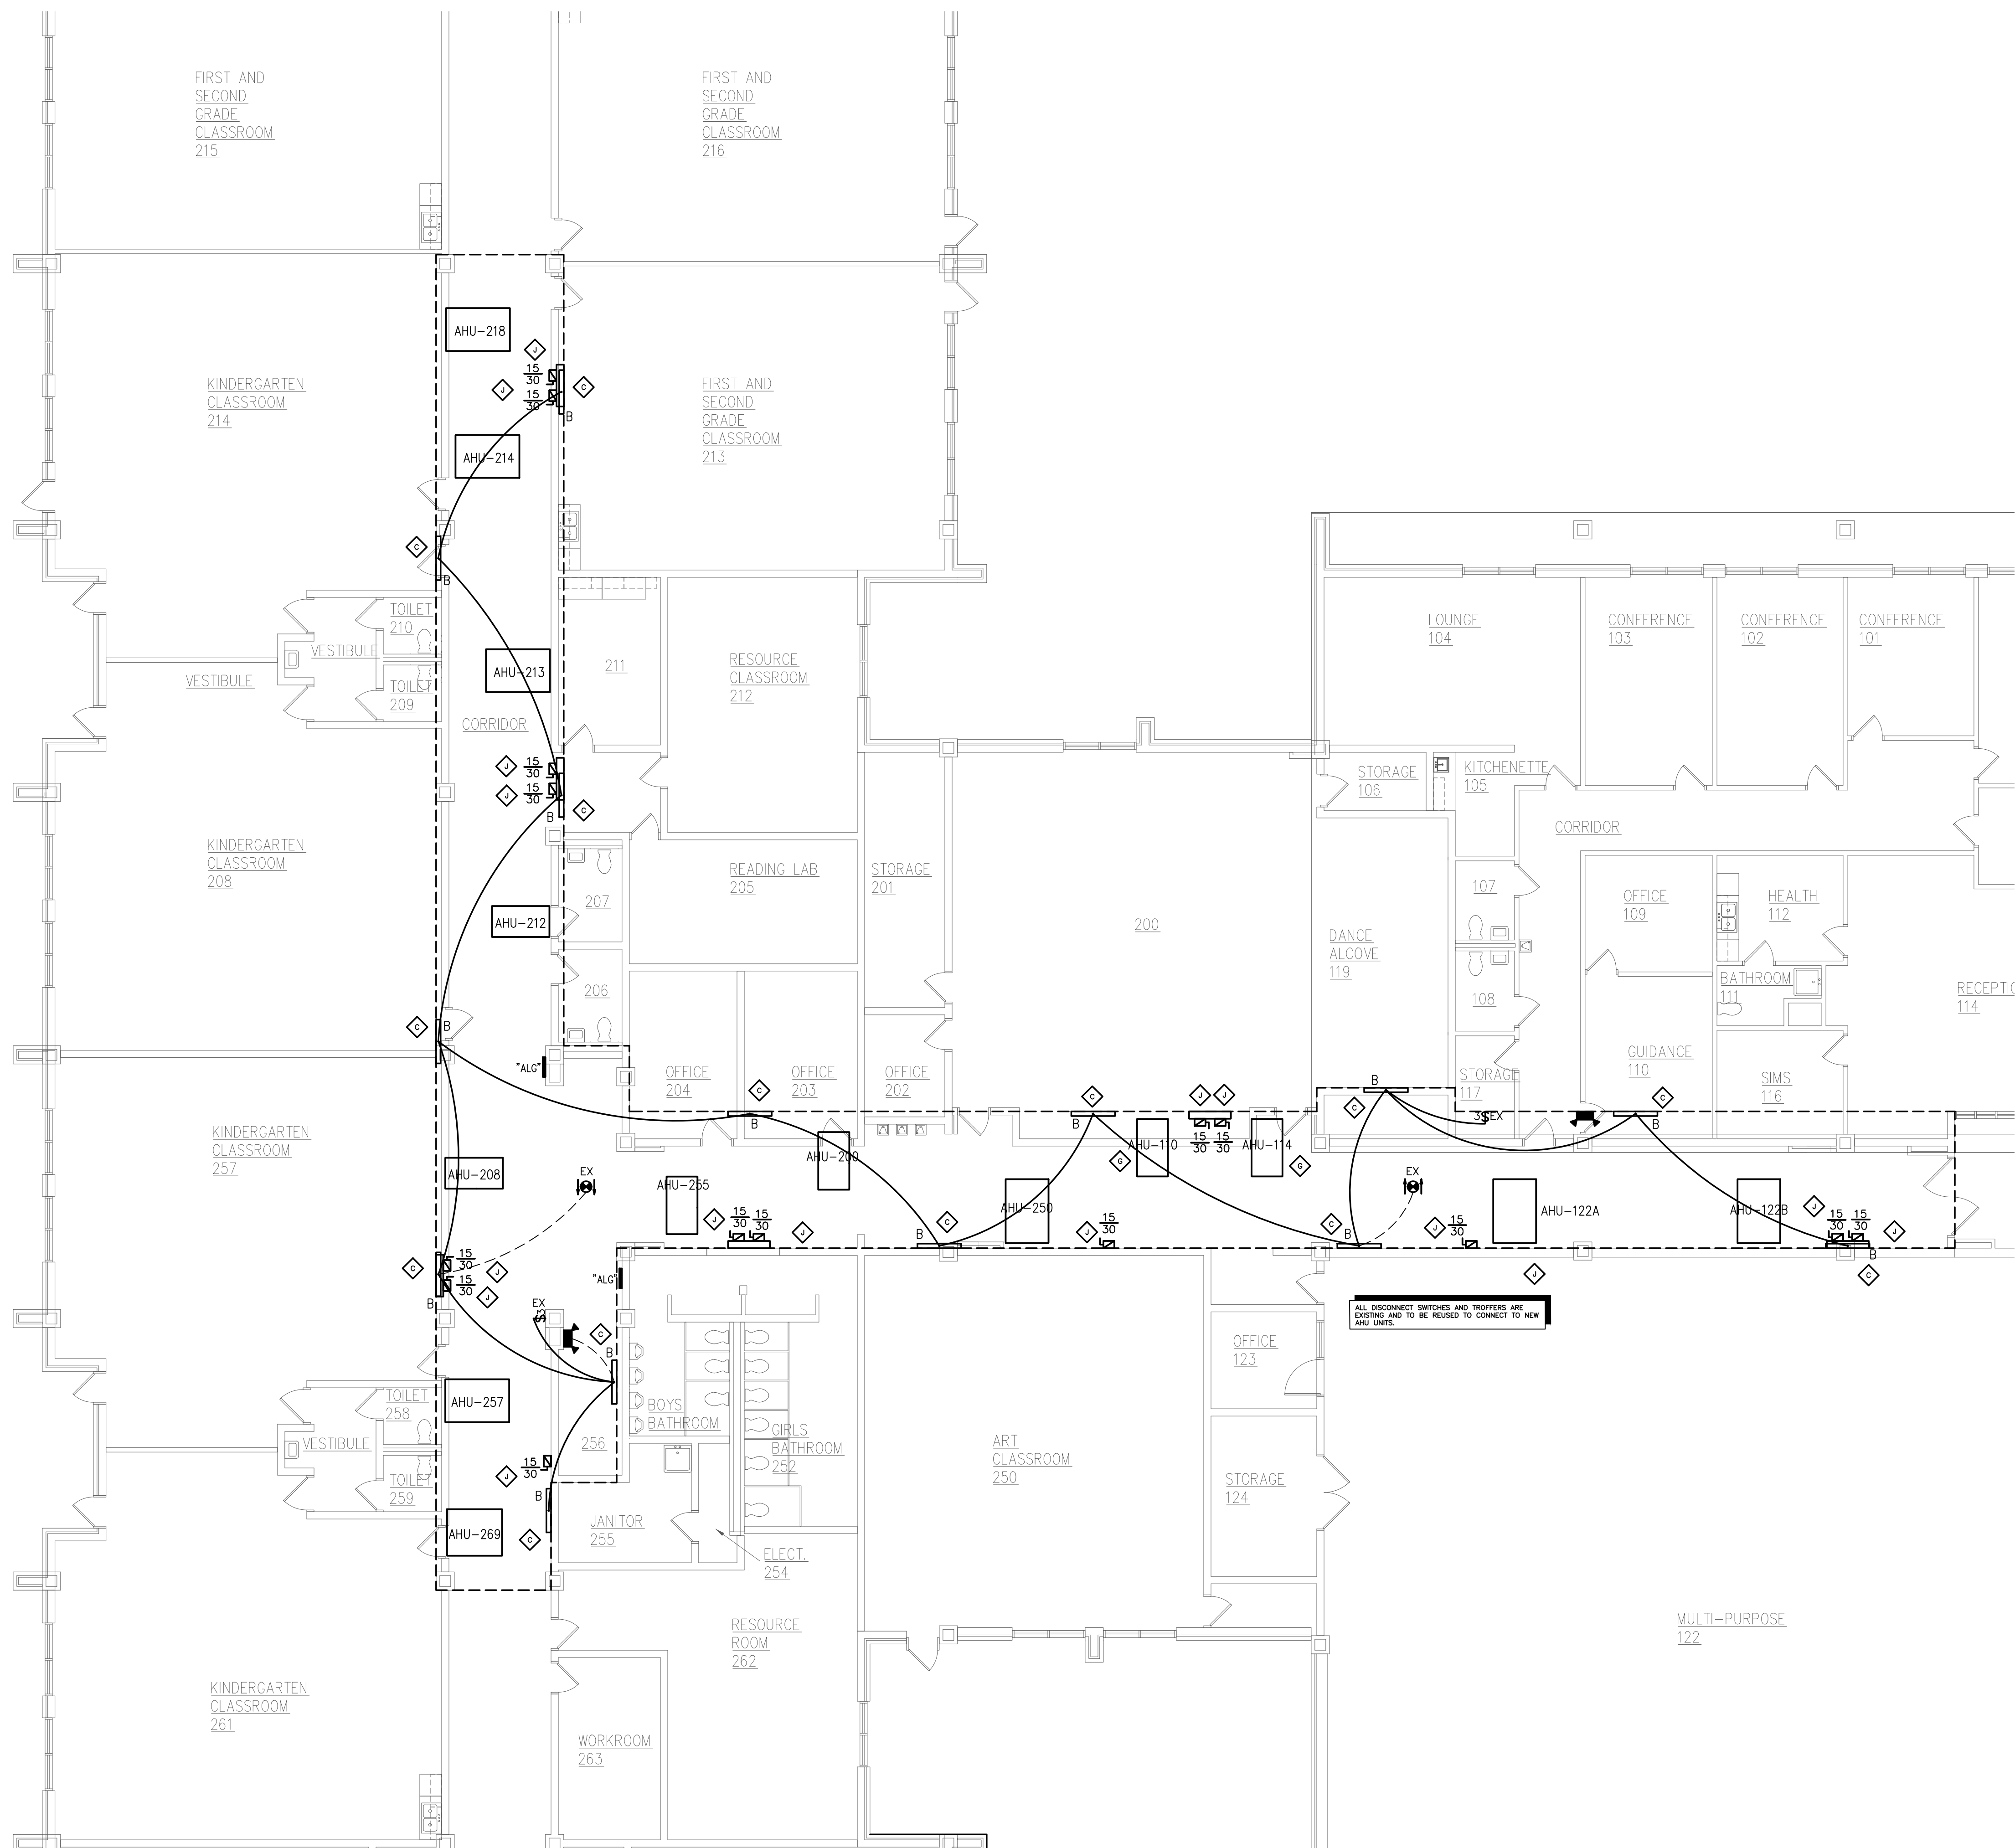 FIRST AND
SECOND
GRADE
CLASSROOM
215
FIRST AND
SECOND
GRADE
CLASSROOM
216
AHU-218
J
15
30
J
15
30
C
B
KINDERGARTEN
CLASSROOM
214
FIRST AND
SECOND
GRADE
CLASSROOM
213
AHU-214
C
B
TOILET
210
VESTIBULE
VESTIBULE
TOILET
209
AHU-213
CORRIDOR
211
RESOURCE
CLASSROOM
212
LOUNGE
104
CONFERENCE
103
CONFERENCE
102
CONFERENCE
101
J
15
30
J
15
30
B
C
STORAGE
106
KITCHENETTE
105
CORRIDOR
KINDERGARTEN
CLASSROOM
208
AHU-212
207
READING LAB
205
STORAGE
201
200
DANCE
ALCOVE
119
107
OFFICE
109
HEALTH
112
206
108
BATHROOM
111
RECEPTIO
114
C
B
"ALG"
OFFICE
204
OFFICE
203
OFFICE
202
STORAGE
117
GUIDANCE
110
SIMS
116
C
B
C
B
J
J
15
30
15
30
C
B
3$EX
C
B
KINDERGARTEN
CLASSROOM
257
AHU-208
EX
AHU-265
AHU-200
AHU-110
G
AHU-114
G
EX
AHU-250
AHU-122A
AHU-122B
J
15
30
15
30
J
B
C
J
15
30
C
J
15
30
J
J
15
30
15
30
J
B
C
C
15
30
J
15
30
J
B
"ALG"
J
EX
C
B
ALL DISCONNECT SWITCHES AND TROFFERS ARE
EXISTING AND TO BE REUSED TO CONNECT TO NEW
AHU UNITS.
OFFICE
123
TOILET
258
AHU-257
VESTIBULE
TOILET
259
256
BOYS
BATHROOM
GIRLS
BATHROOM
252
ART
CLASSROOM
250
STORAGE
124
J
15
30
B
AHU-269
C
JANITOR
255
ELECT.
254
RESOURCE
ROOM
262
MULTI-PURPOSE
122
KINDERGARTEN
CLASSROOM
261
WORKROOM
263